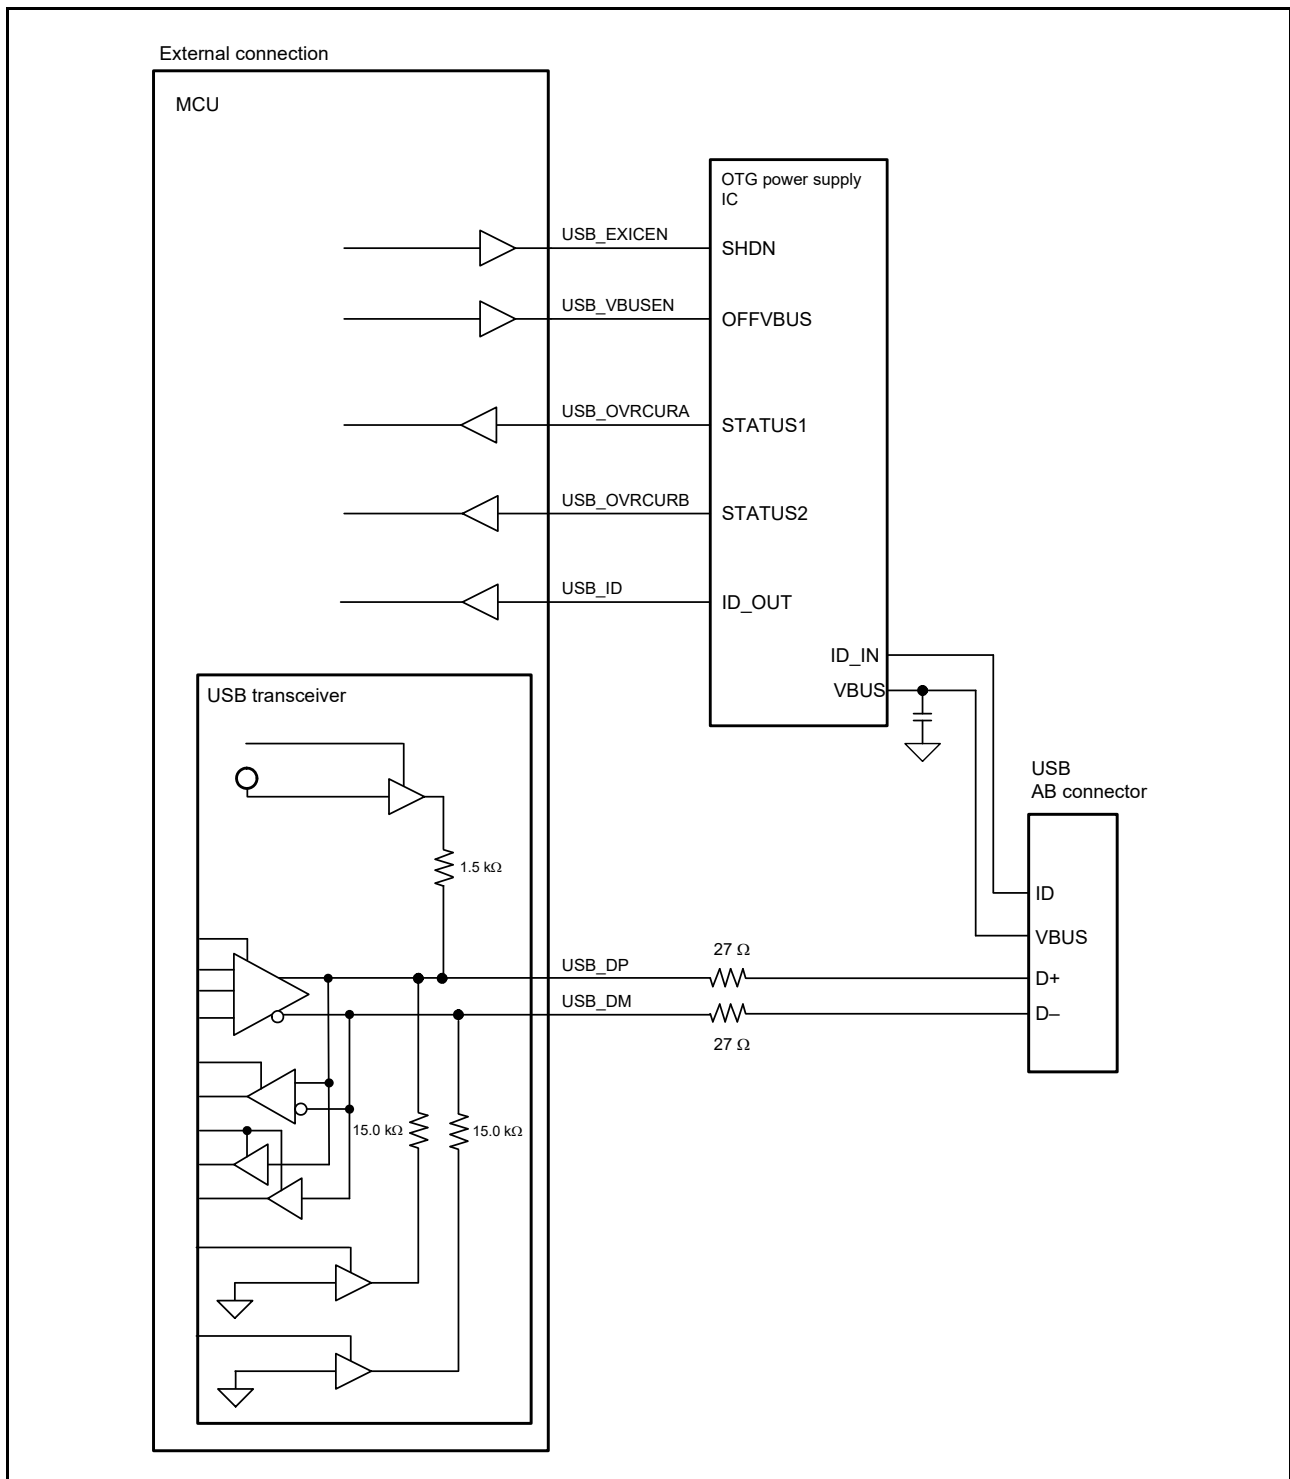 External connection
MCU
OTG power supply
IC
USB_EXICEN
SHDN
USB_VBUSEN
OFFVBUS
USB_OVRCURA
STATUS1
USB_OVRCURB
STATUS2
USB_ID
ID_OUT
ID_IN
VBUS
USB transceiver
USB
AB connector
1.5 kΩ
ID
VBUS
27 Ω
USB_DP
D+
USB_DM
D–
27 Ω
15.0 kΩ
15.0 kΩ